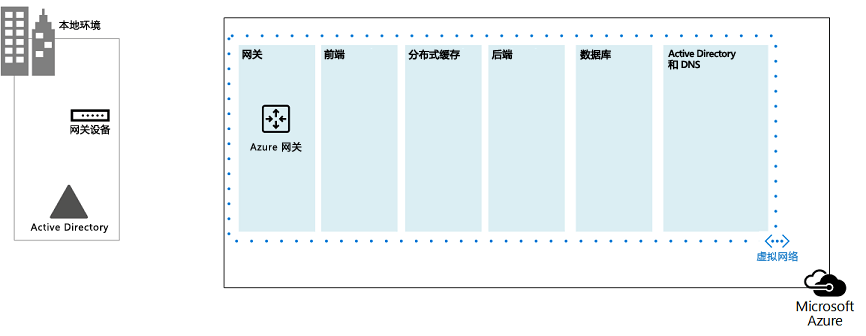 本地环境
网关设备
Active Directory
网关
前端
分布式缓存
后端
数据库
Active Directory
和 DNS
Azure 网关
虚拟网络
Microsoft
Azure